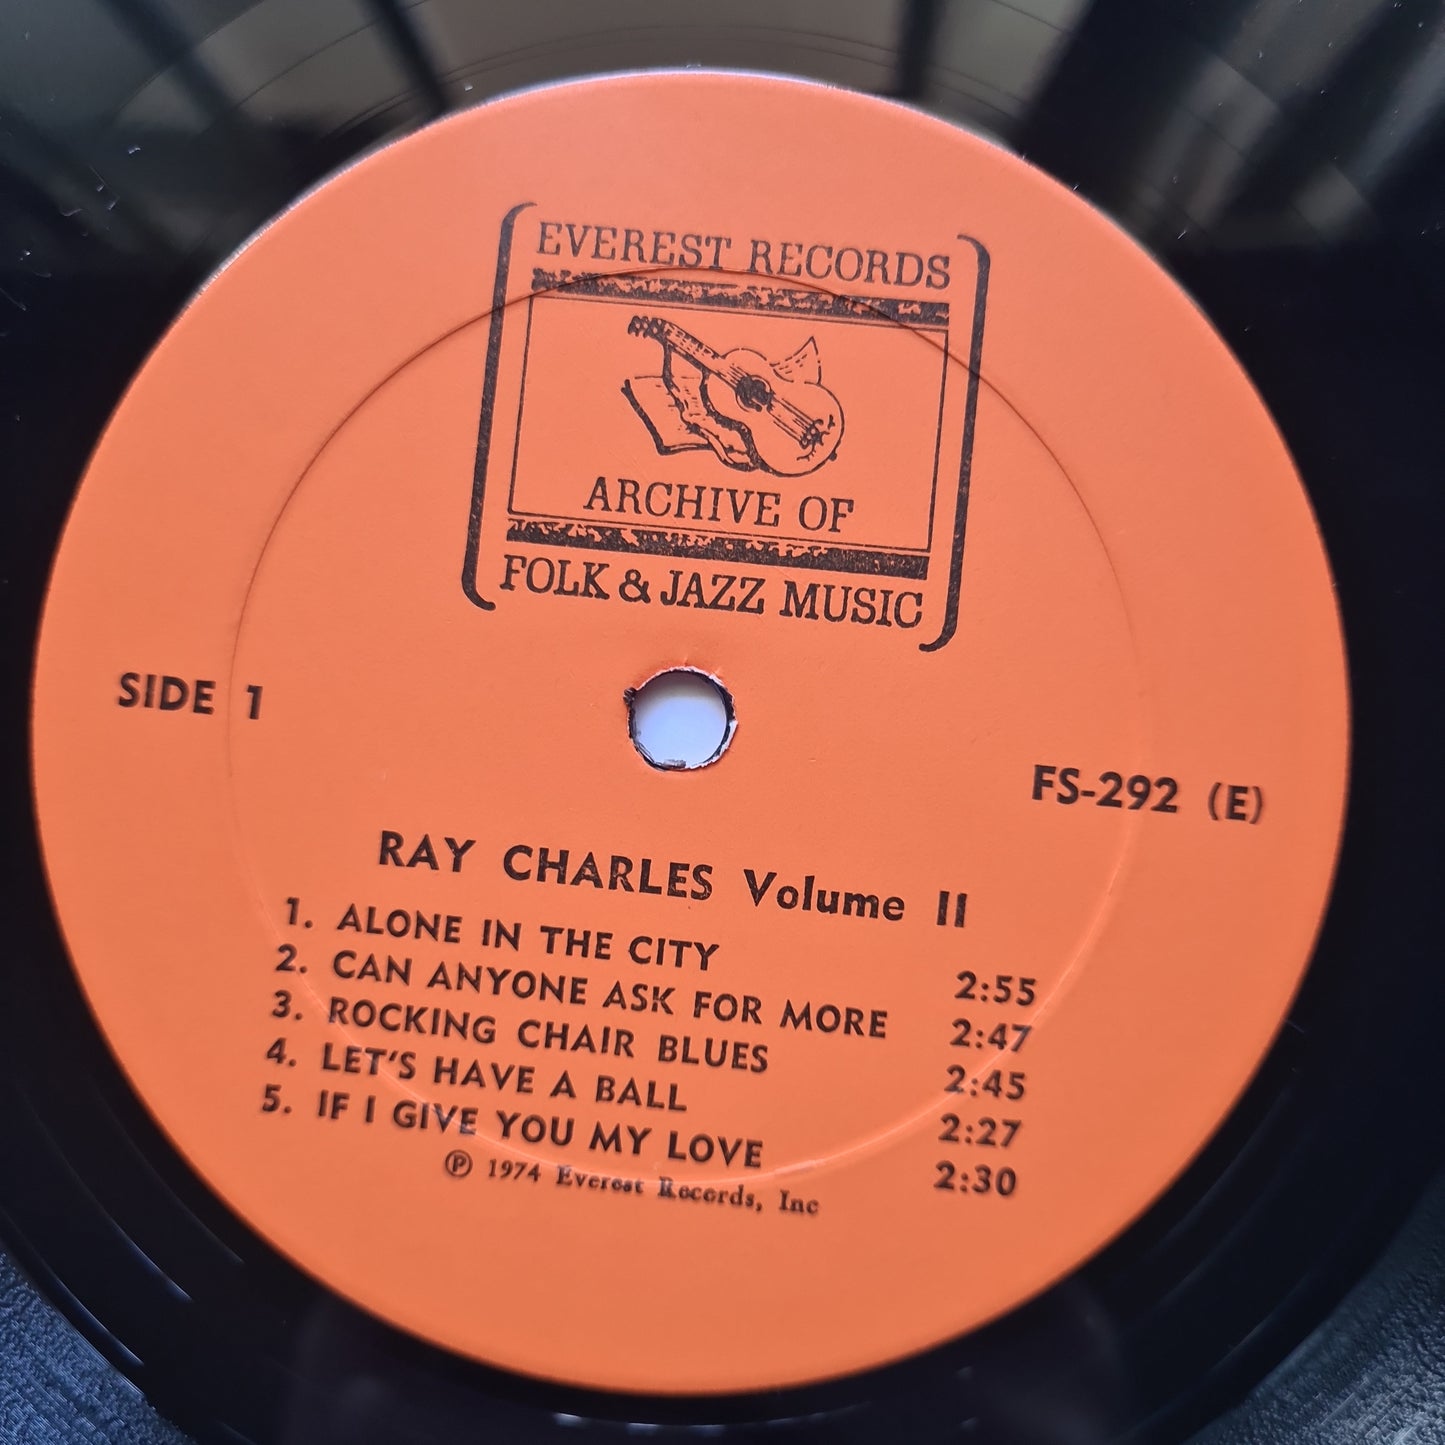 EVEREST RECORDS
ARCHIVE OF
FOLK & JAZZ MUSIC
SIDE 1
FS-292 (E)
RAY CHARLES Volume II
1. ALONE IN THE CITY 2:55
2. CAN ANYONE ASK FOR MORE 2:47
3. ROCKING CHAIR BLUES 2:45
4. LET'S HAVE A BALL 2:27
5. IF I GIVE YOU MY LOVE 2:30
℗ 1974 Everest Records, Inc